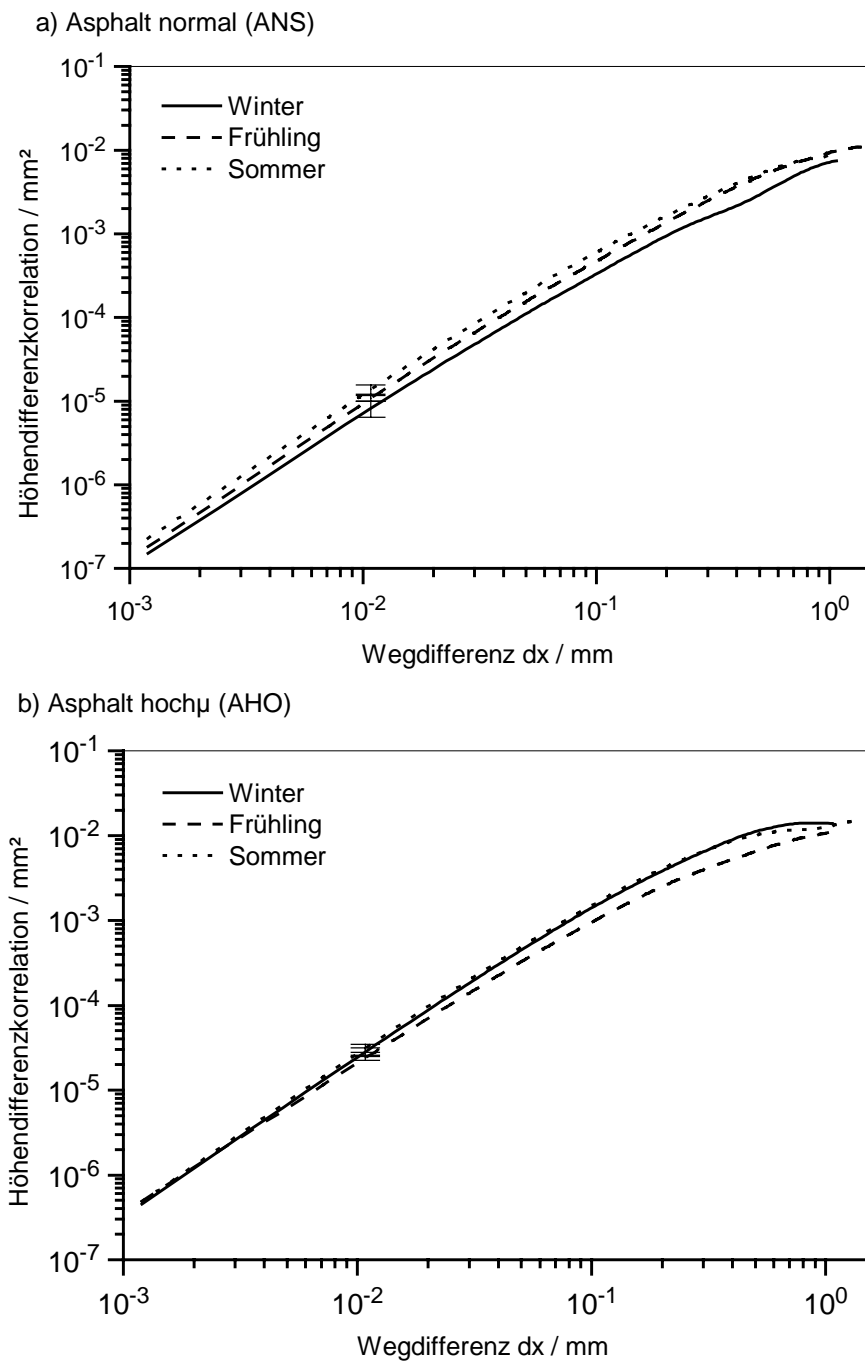 a) Asphalt normal (ANS)
10⁻¹
10⁻²
10⁻³
10⁻⁴
10⁻⁵
10⁻⁶
10⁻⁷
Höhendifferenzkorrelation / mm²
Winter
Frühling
Sommer
10⁻³ 10⁻² 10⁻¹ 10⁰
Wegdifferenz dx / mm
b) Asphalt hochµ (AHO)
10⁻¹
10⁻²
10⁻³
10⁻⁴
10⁻⁵
10⁻⁶
10⁻⁷
Höhendifferenzkorrelation / mm²
Winter
Frühling
Sommer
10⁻³ 10⁻² 10⁻¹ 10⁰
Wegdifferenz dx / mm